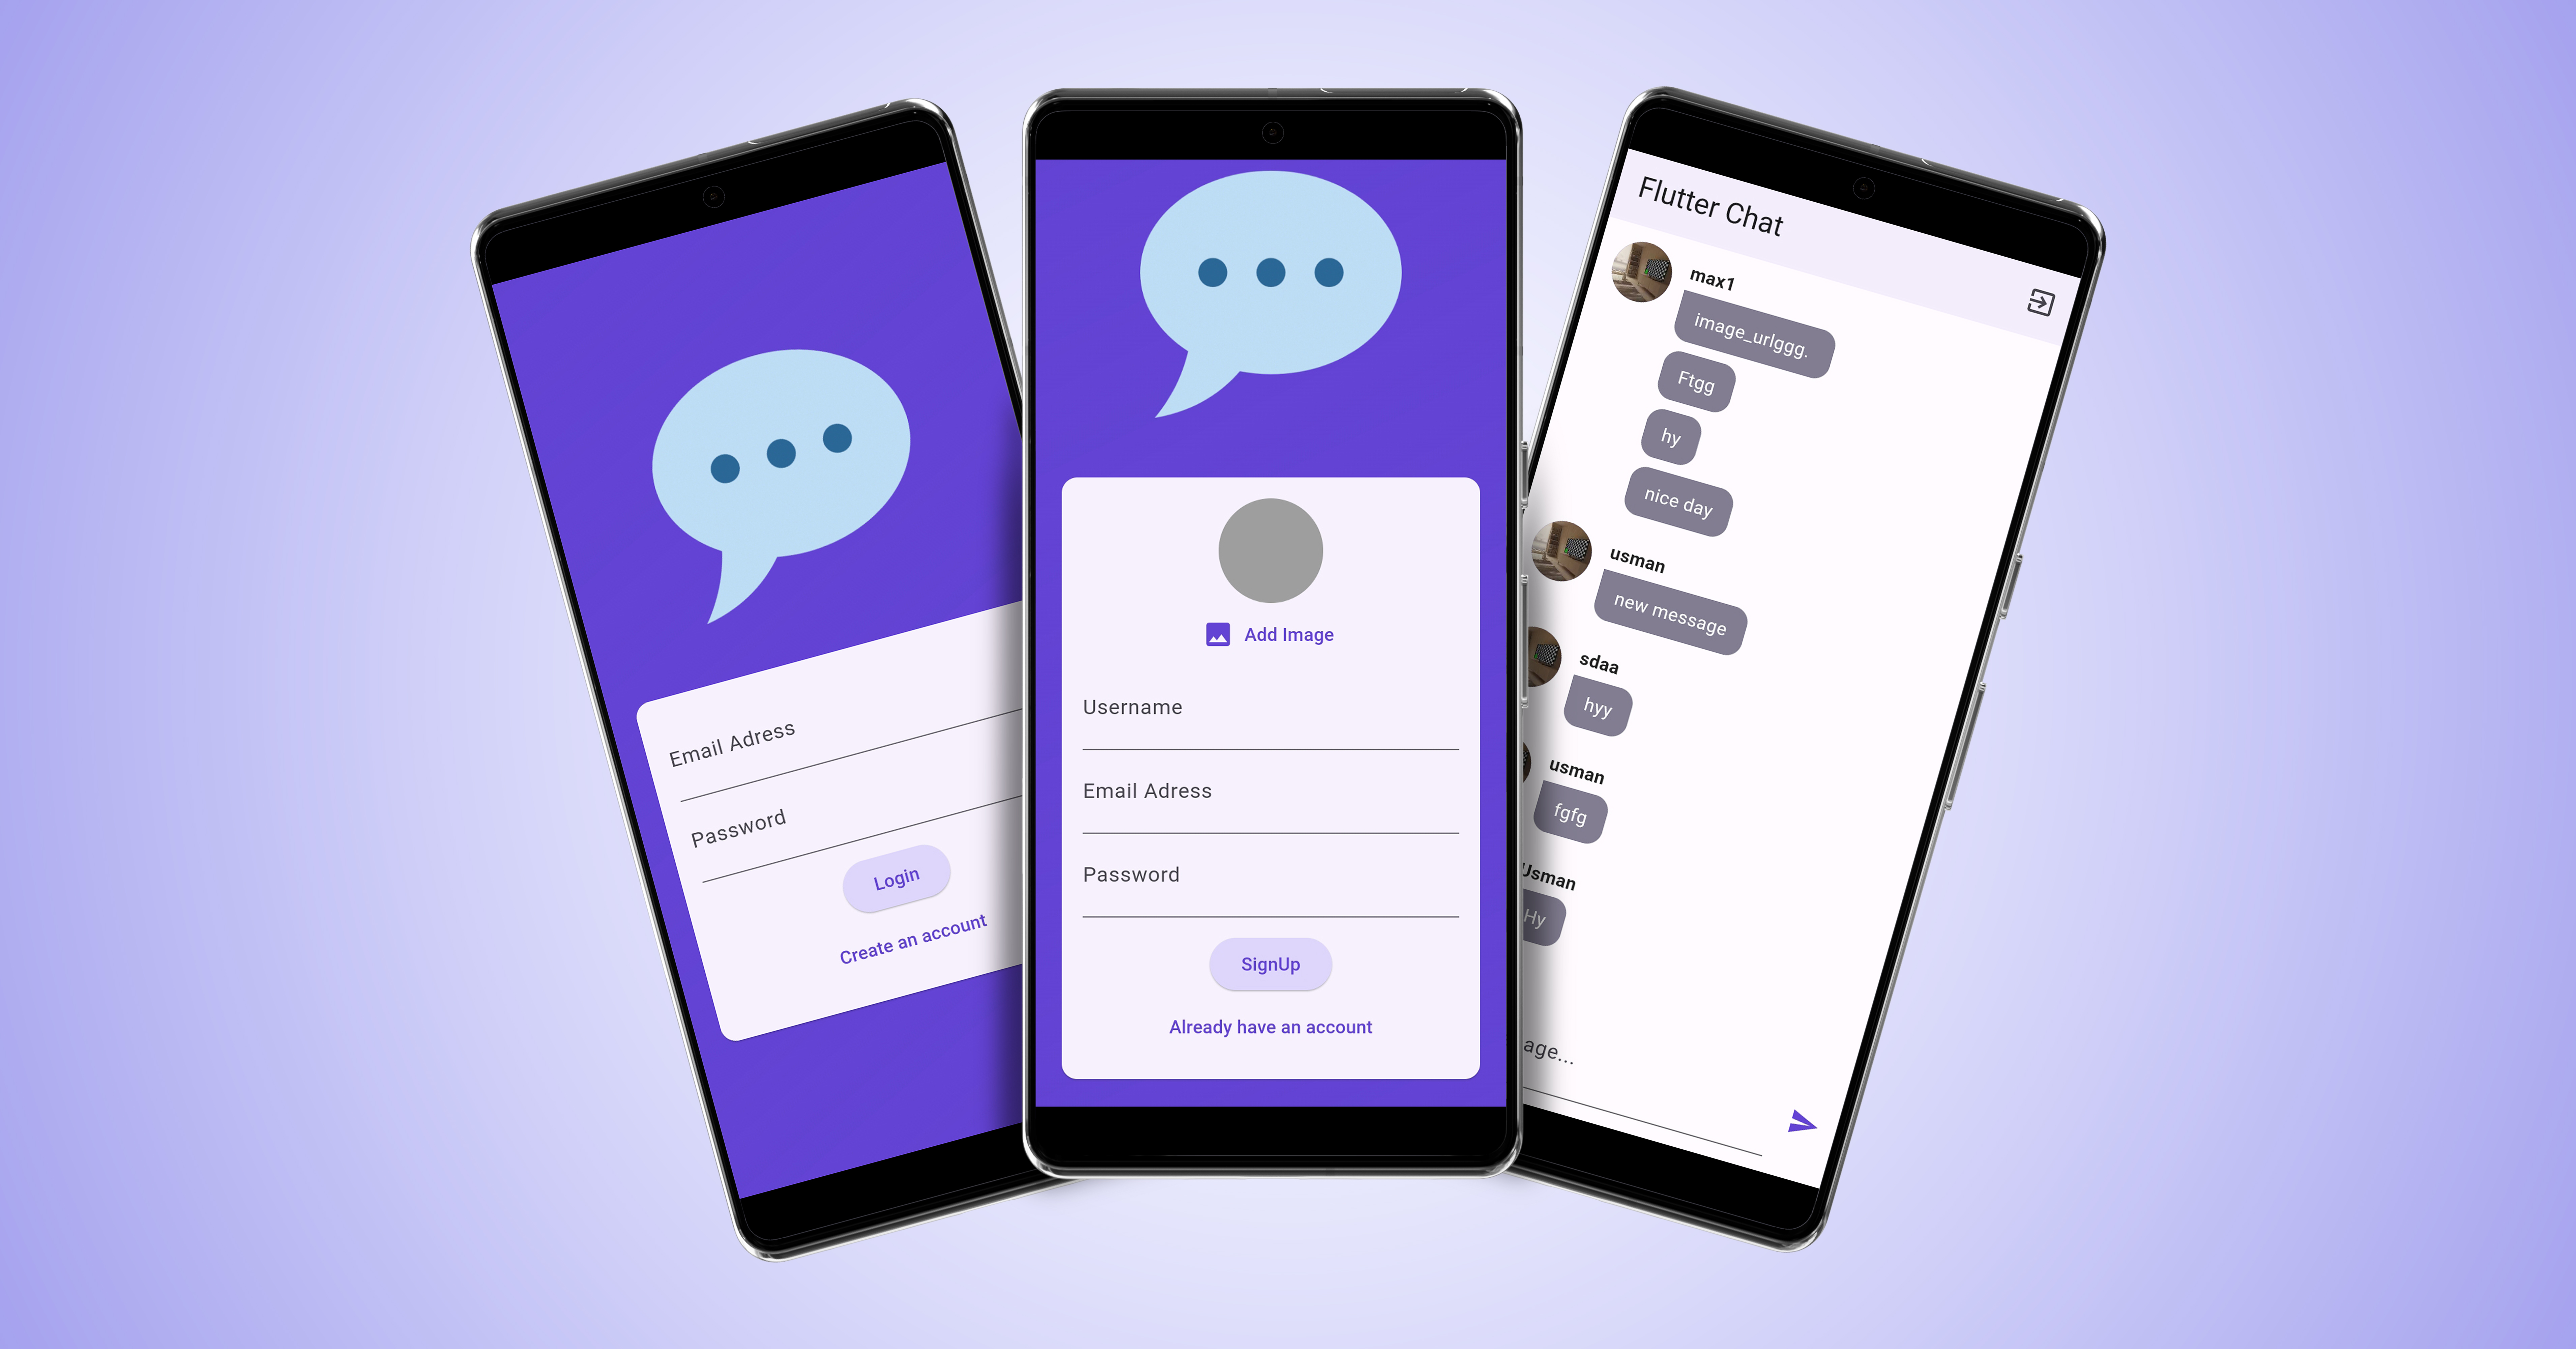 Email Adress
Password
Login
Create an account
Add Image
Username
Email Adress
Password
SignUp
Already have an account
Flutter Chat
max1
image_urlggg.
Ftgg
hy
nice day
usman
new message
sdaa
hyy
usman
fgfg
Usman
Hy
age...